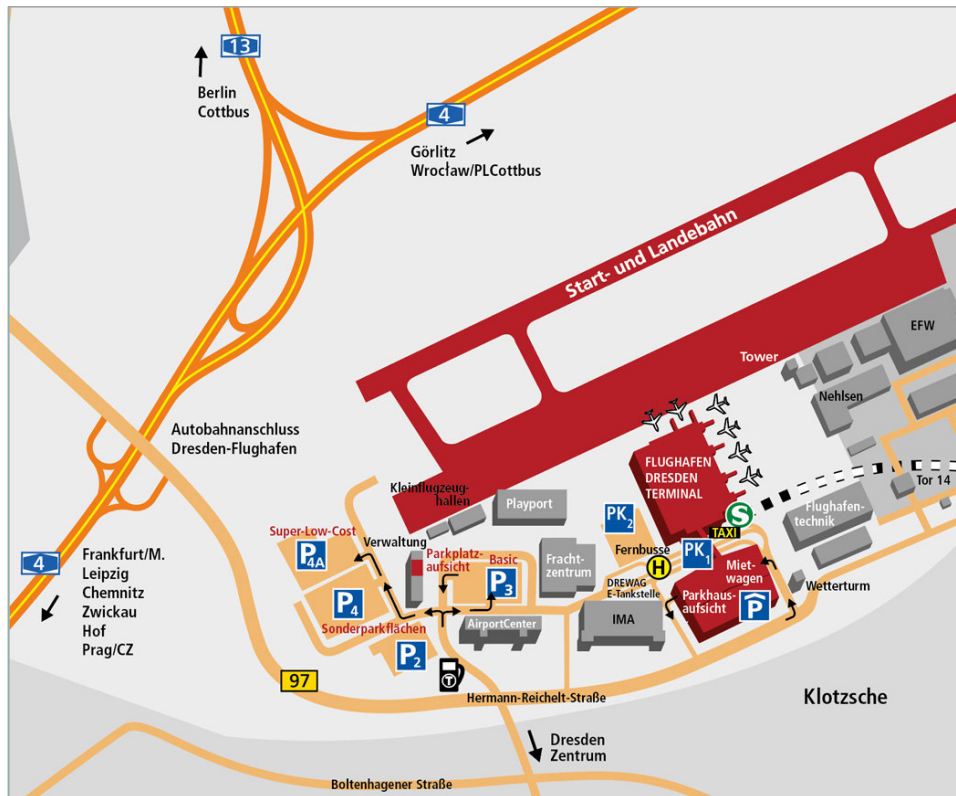 13
Berlin
Cottbus
4
Görlitz
Wrocław/PLCottbus
Start- und Landebahn
EFW
Tower
Nehlsen
Autobahnanschluss
Dresden-Flughafen
FLUGHAFEN
DRESDEN
TERMINAL
Tor 14
Kleinflugzeug-
hallen
Playport
Flughafen-
technik
PK2
S
TAXI
Super-Low-Cost
P4A
Verwaltung
Parkplatz-
aufsicht
Basic
P3
Fracht-
zentrum
Fernbusse
H
PK1
Miet-
wagen
4
Frankfurt/M.
Leipzig
Chemnitz
Zwickau
Hof
Prag/CZ
DREWAG
E-Tankstelle
Parkhaus-
aufsicht
P
Wetterturm
P4
Sonderparkflächen
AirportCenter
IMA
P2
T
97
Hermann-Reichelt-Straße
Klotzsche
Dresden
Zentrum
Boltenhagener Straße